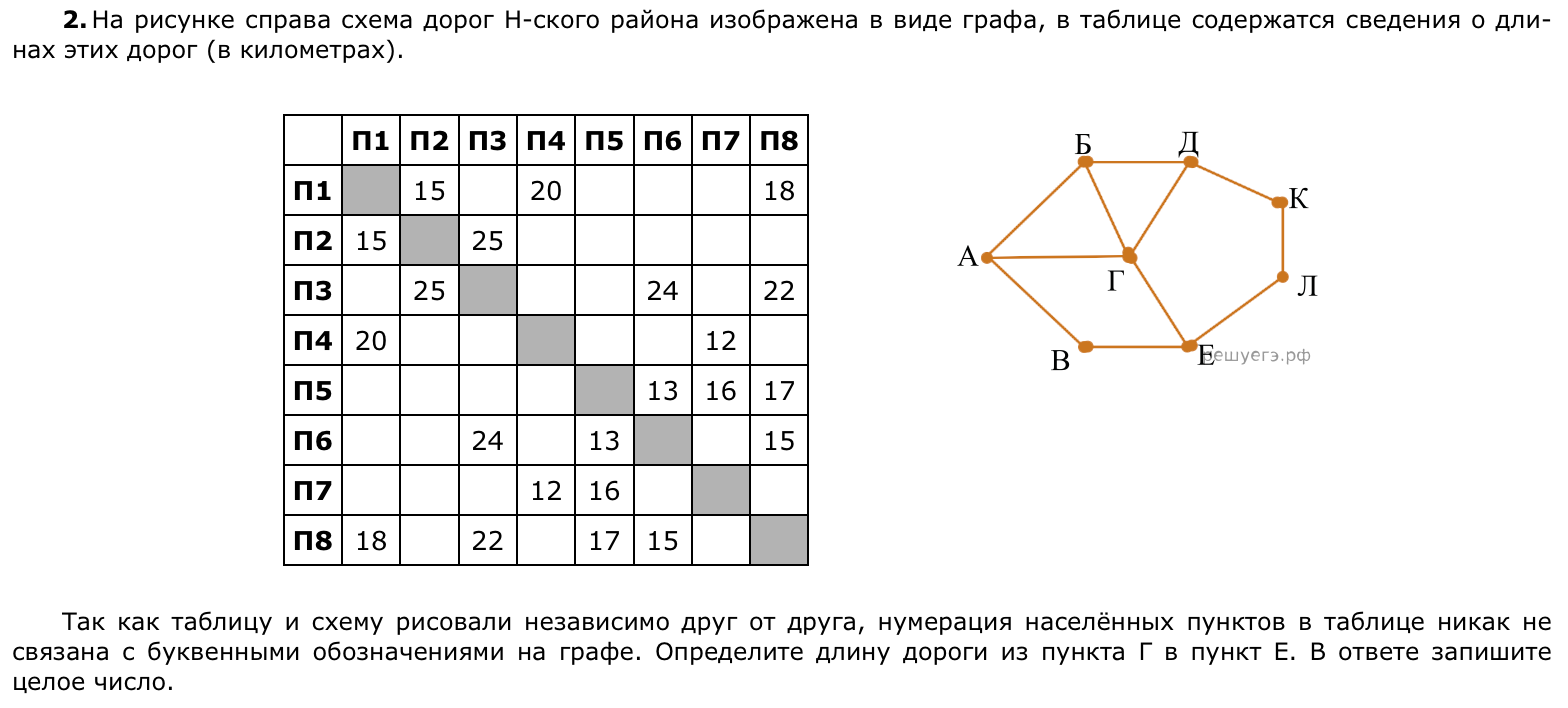 2. На рисунке справа схема дорог Н-ского района изображена в виде графа, в таблице содержатся сведения о дли-
нах этих дорог (в километрах).
П1 П2 П3 П4 П5 П6 П7 П8
П1 15 20 18
П2 15 25
П3 25 24 22
П4 20 12
П5 13 16 17
П6 24 13 15
П7 12 16
П8 18 22 17 15
Б Д
К
А
Г
Л
В Е
решуегэ.рф
Так как таблицу и схему рисовали независимо друг от друга, нумерация населённых пунктов в таблице никак не
связана с буквенными обозначениями на графе. Определите длину дороги из пункта Г в пункт Е. В ответе запишите
целое число.